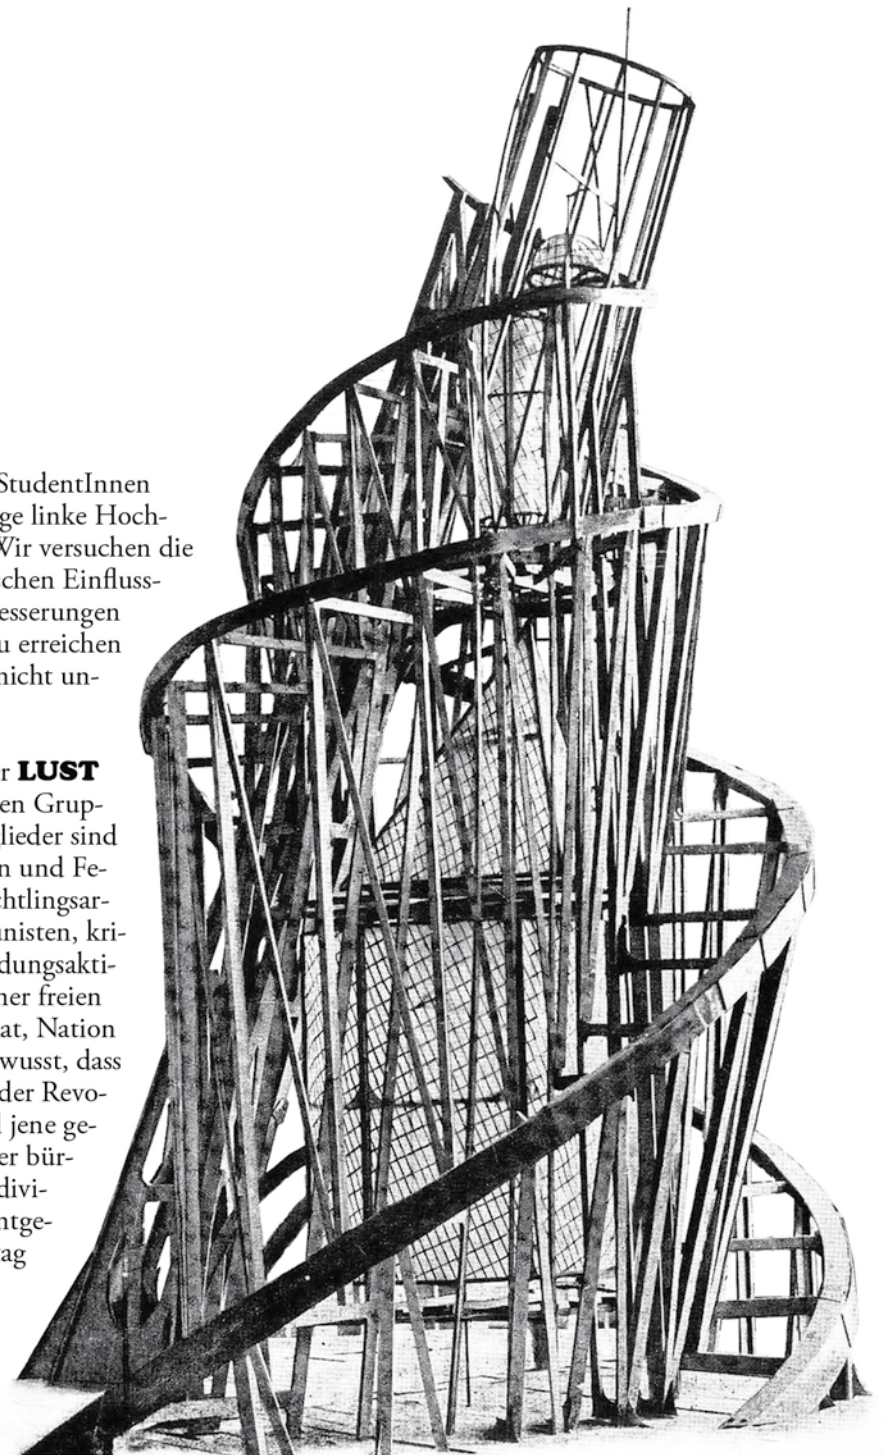 StudentInnen
ge linke Hoch-
Wir versuchen die
chen Einfluss-
esserungen
u erreichen
nicht un-
r LUST
en Grup-
lieder sind
n und Fe-
chtlingsar-
nisten, kri-
dungsakti-
ner freien
at, Nation
wusst, dass
der Revo-
l jene ge-
er bür-
divi-
ntge-
ag